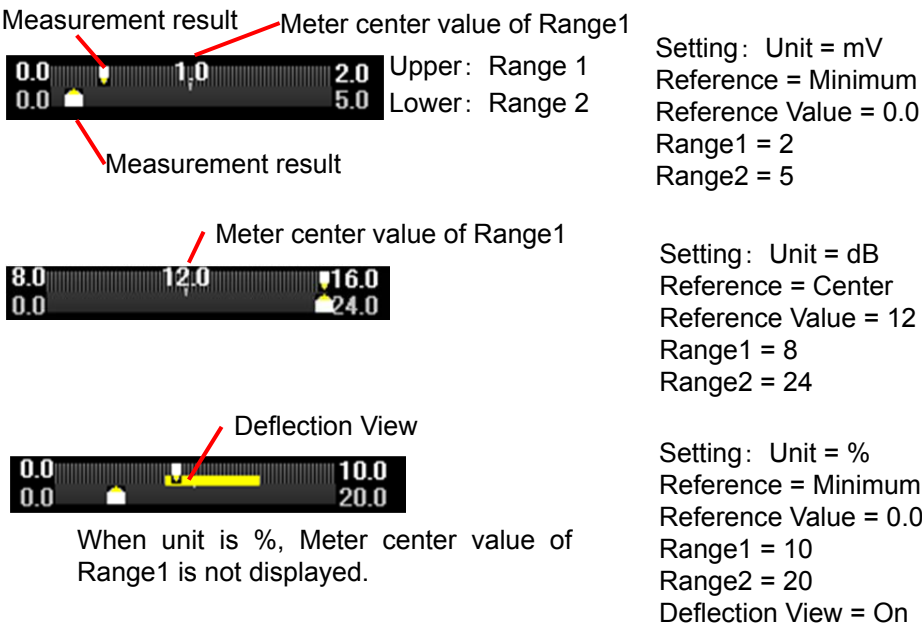 Measurement result
Meter center value of Range1
0.0 1.0 2.0
0.0 5.0
Upper: Range 1
Lower: Range 2
Measurement result
Setting: Unit = mV
Reference = Minimum
Reference Value = 0.0
Range1 = 2
Range2 = 5
Meter center value of Range1
8.0 12.0 16.0
0.0 24.0
Setting: Unit = dB
Reference = Center
Reference Value = 12
Range1 = 8
Range2 = 24
Deflection View
0.0 10.0
0.0 20.0
When unit is %, Meter center value of
Range1 is not displayed.
Setting: Unit = %
Reference = Minimum
Reference Value = 0.0
Range1 = 10
Range2 = 20
Deflection View = On